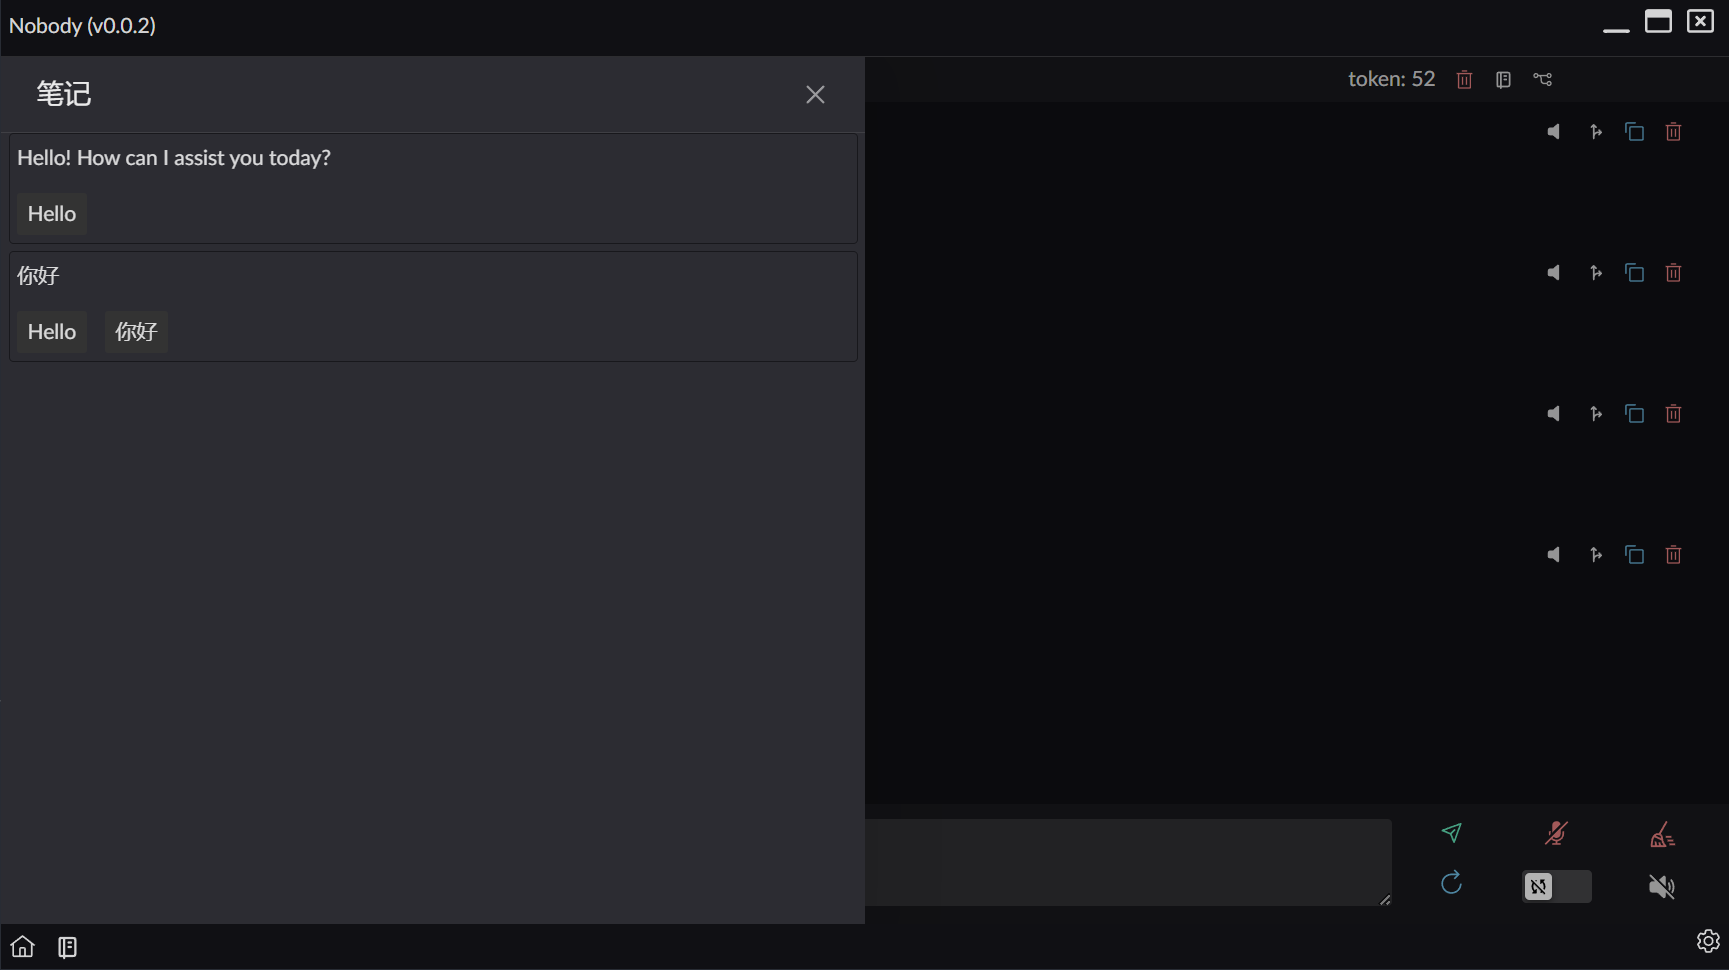 Nobody (v0.0.2)
笔记
token: 52
Hello! How can I assist you today?
Hello
你好
Hello 你好